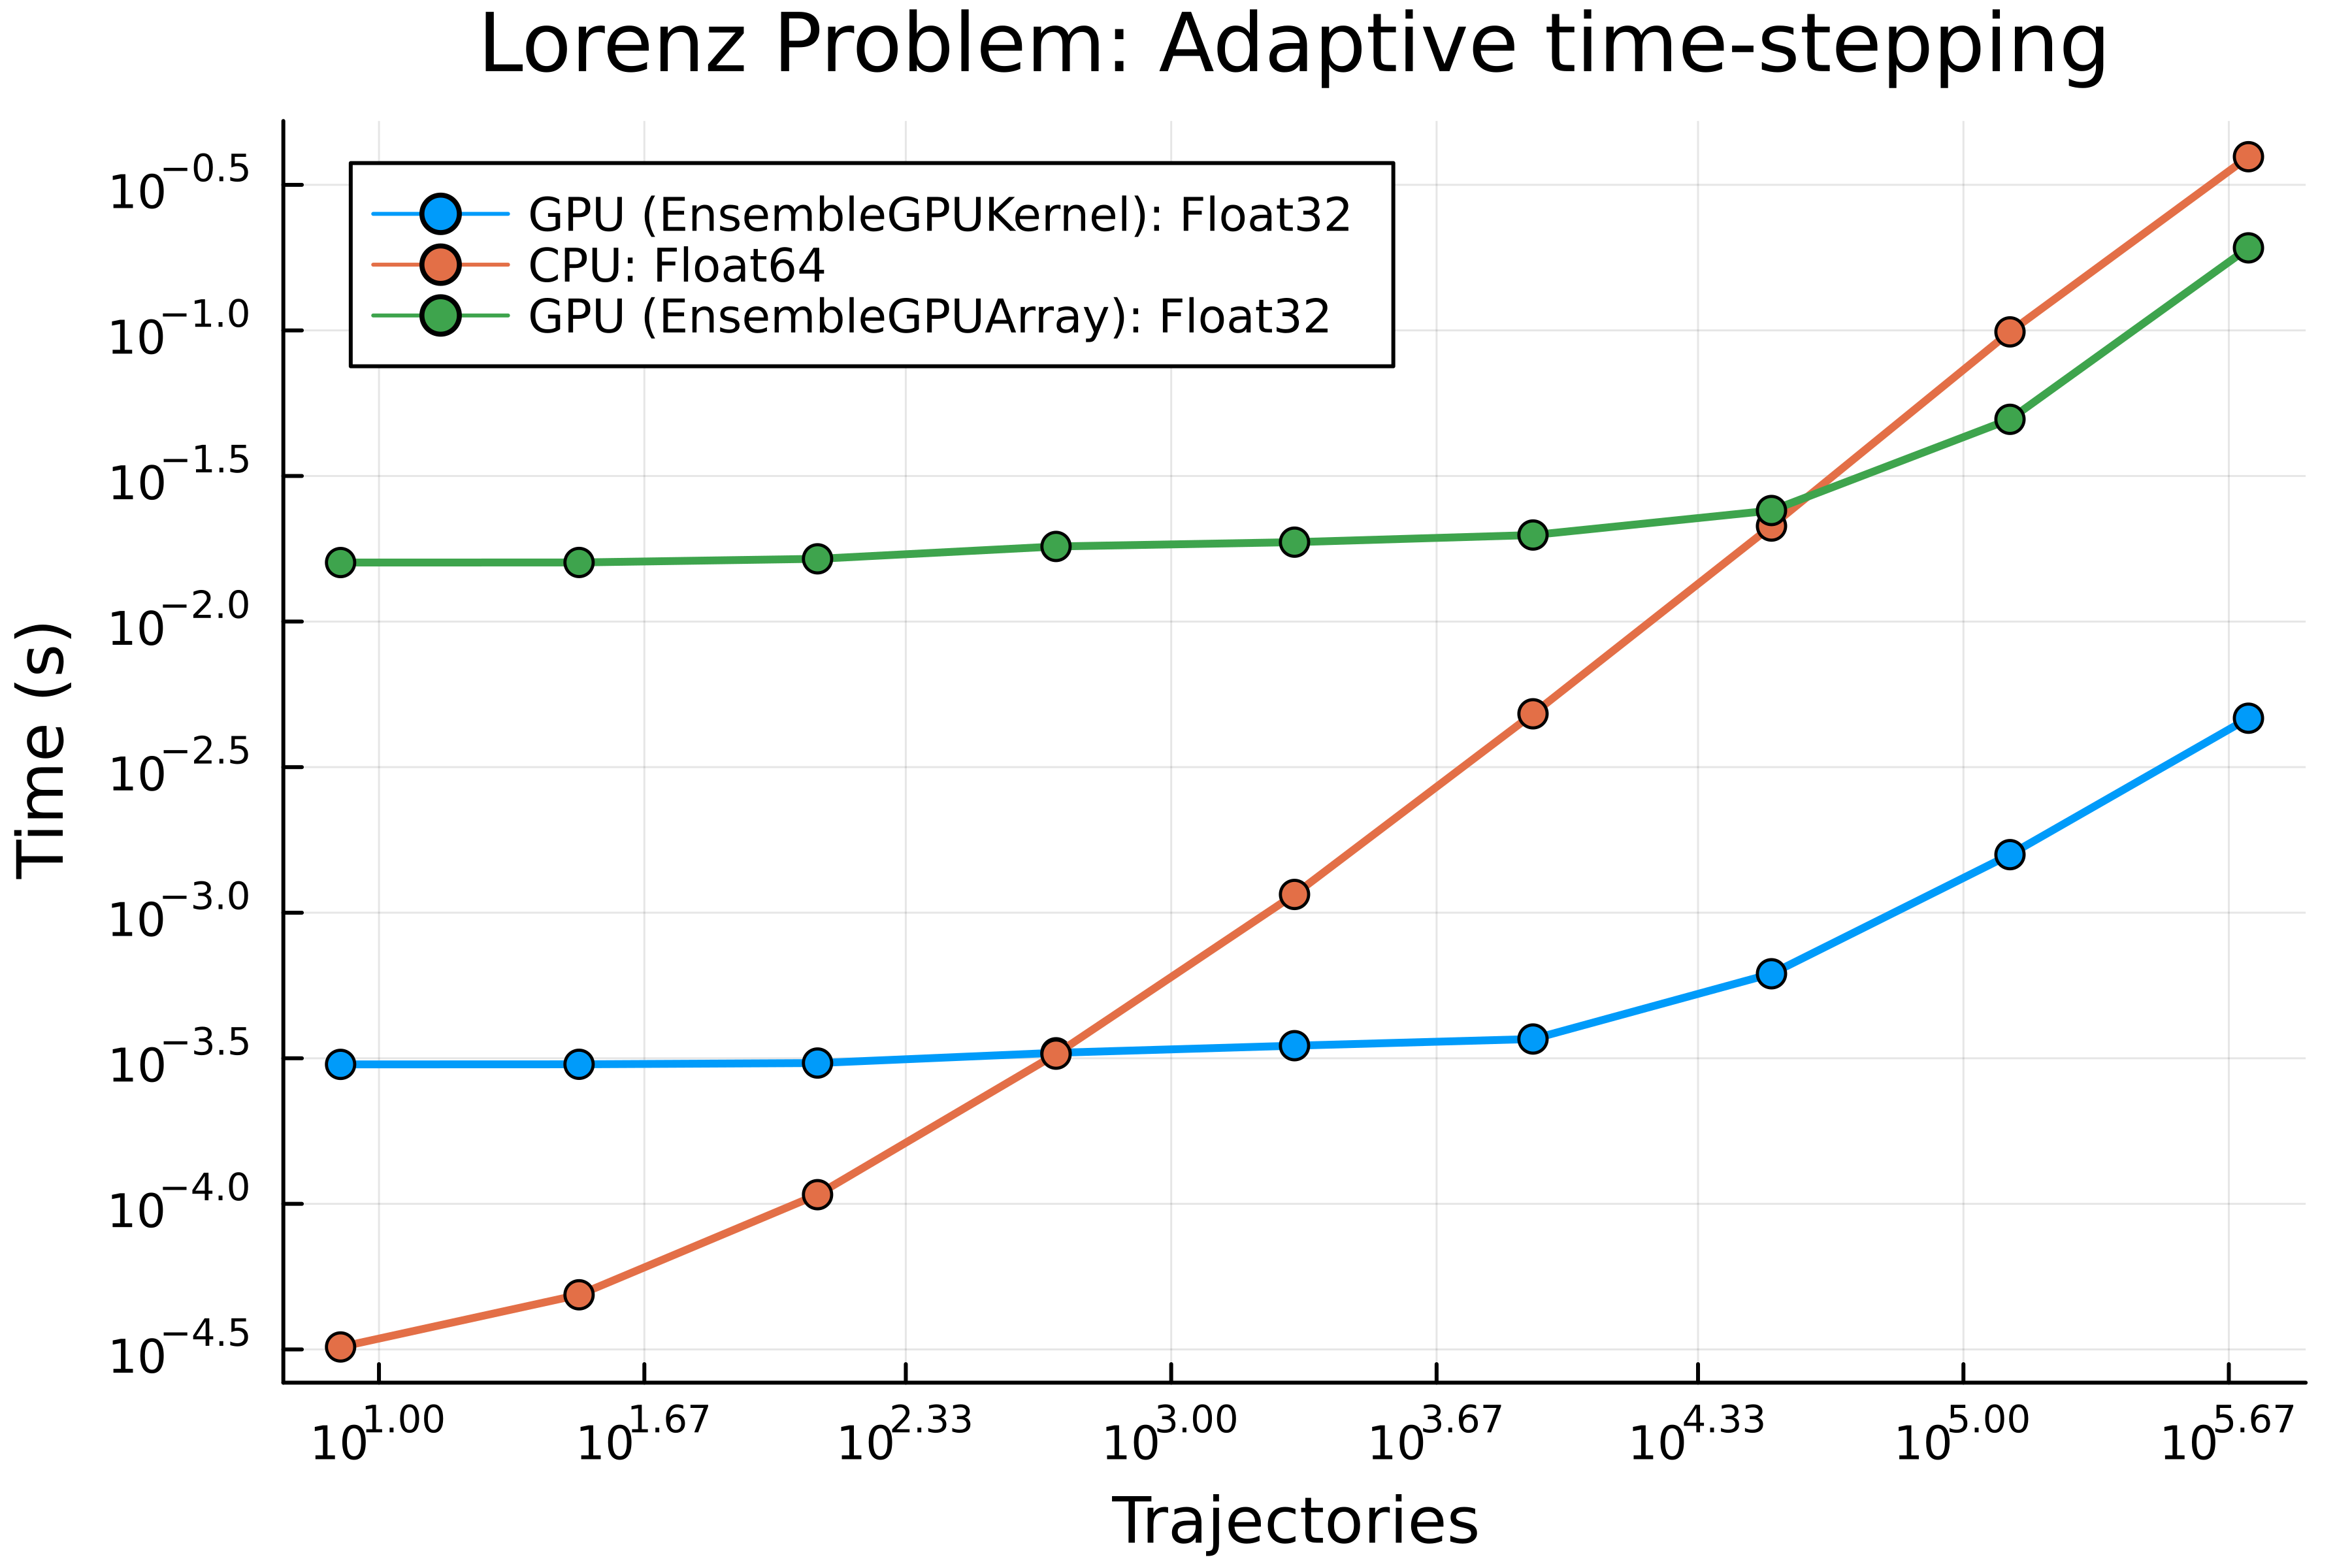 Lorenz Problem: Adaptive time-stepping
GPU (EnsembleGPUKernel): Float32
CPU: Float64
GPU (EnsembleGPUArray): Float32
Time (s)
10^−0.5
10^−1.0
10^−1.5
10^−2.0
10^−2.5
10^−3.0
10^−3.5
10^−4.0
10^−4.5
10^1.00 10^1.67 10^2.33 10^3.00 10^3.67 10^4.33 10^5.00 10^5.67
Trajectories